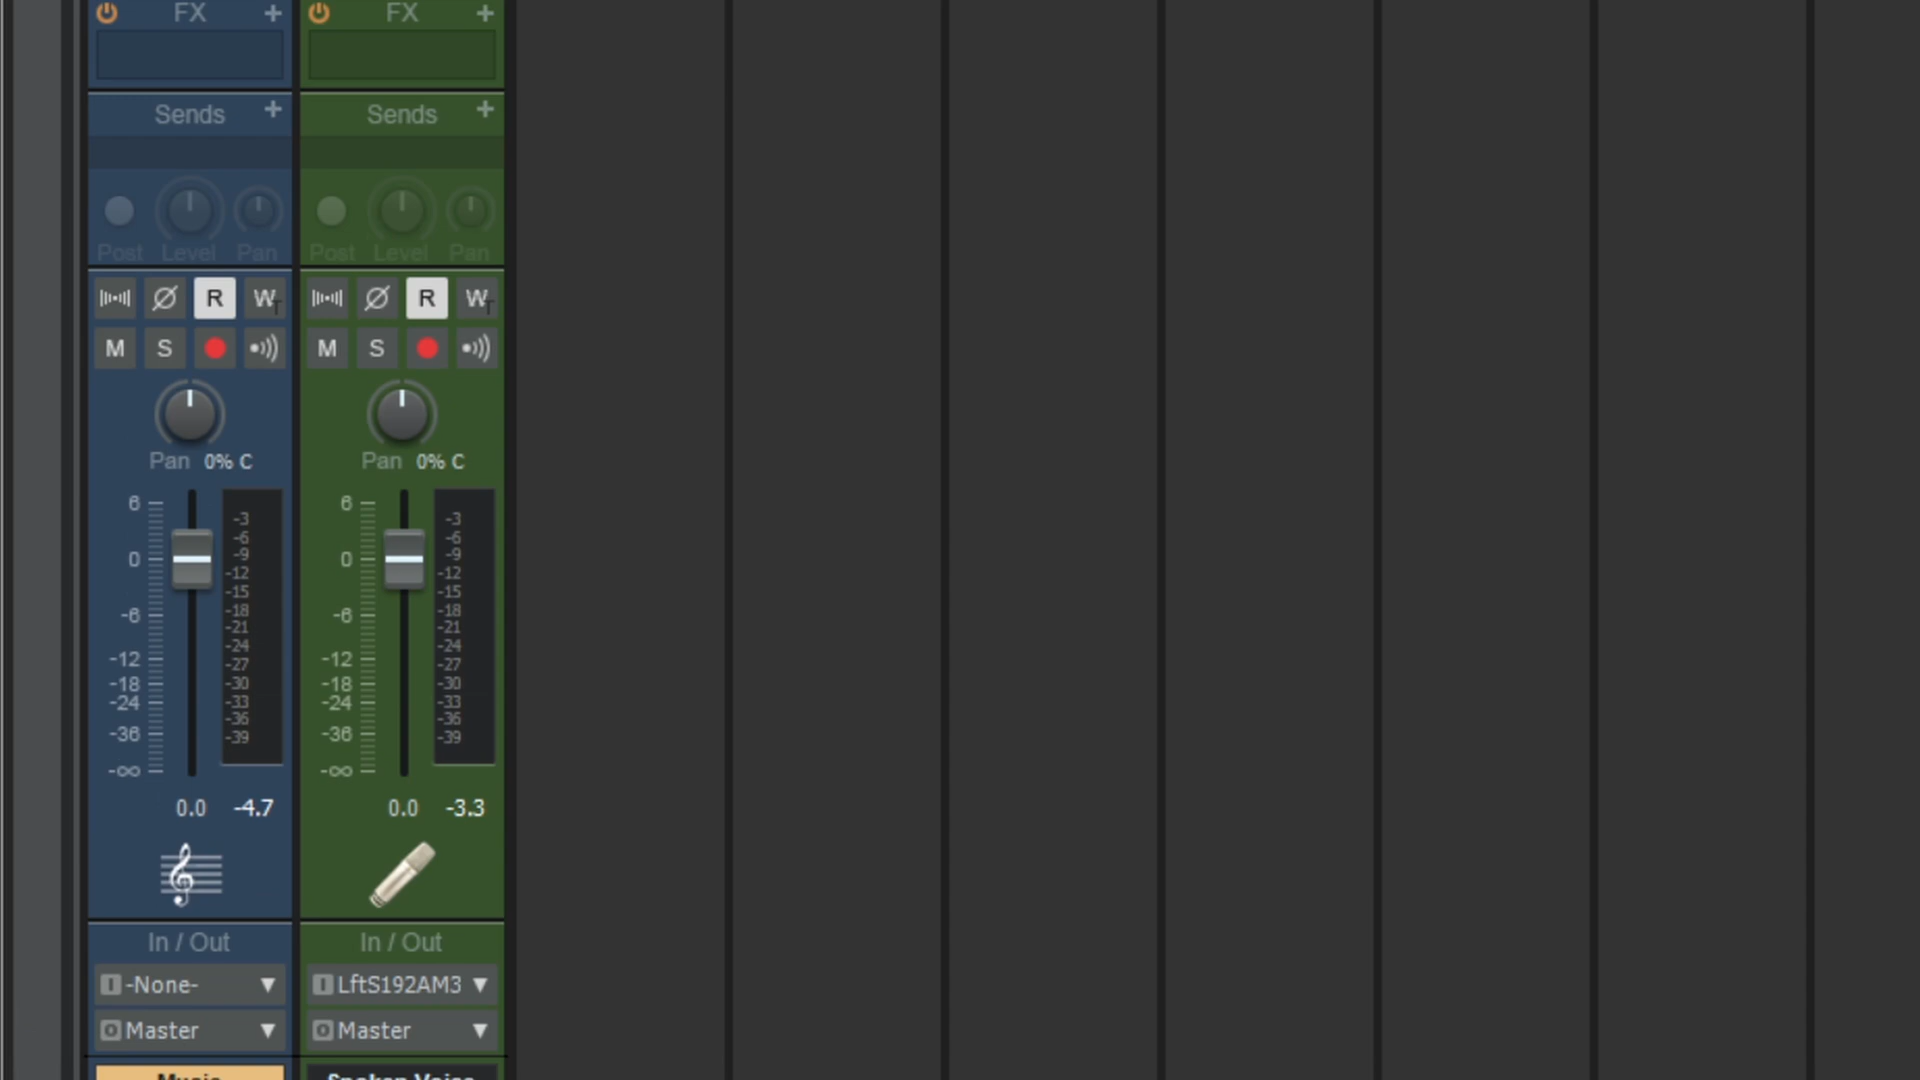 FX + FX +
Sends + Sends +
Post Level Pan Post Level Pan
Ø R W Ø R W
M S M S
Pan 0% C Pan 0% C
6 6
-3 -3
-6 -6
0 -9 0 -9
-12 -12
-15 -15
-6 -18 -6 -18
-21 -21
-24 -24
-12 -27 -12 -27
-18 -30 -18 -30
-24 -33 -24 -33
-36 -36 -36 -36
-39 -39
-∞ -∞
0.0 -4.7 0.0 -3.3
In / Out In / Out
I -None- I LftS192AM3
O Master O Master
Music Spoken Voice